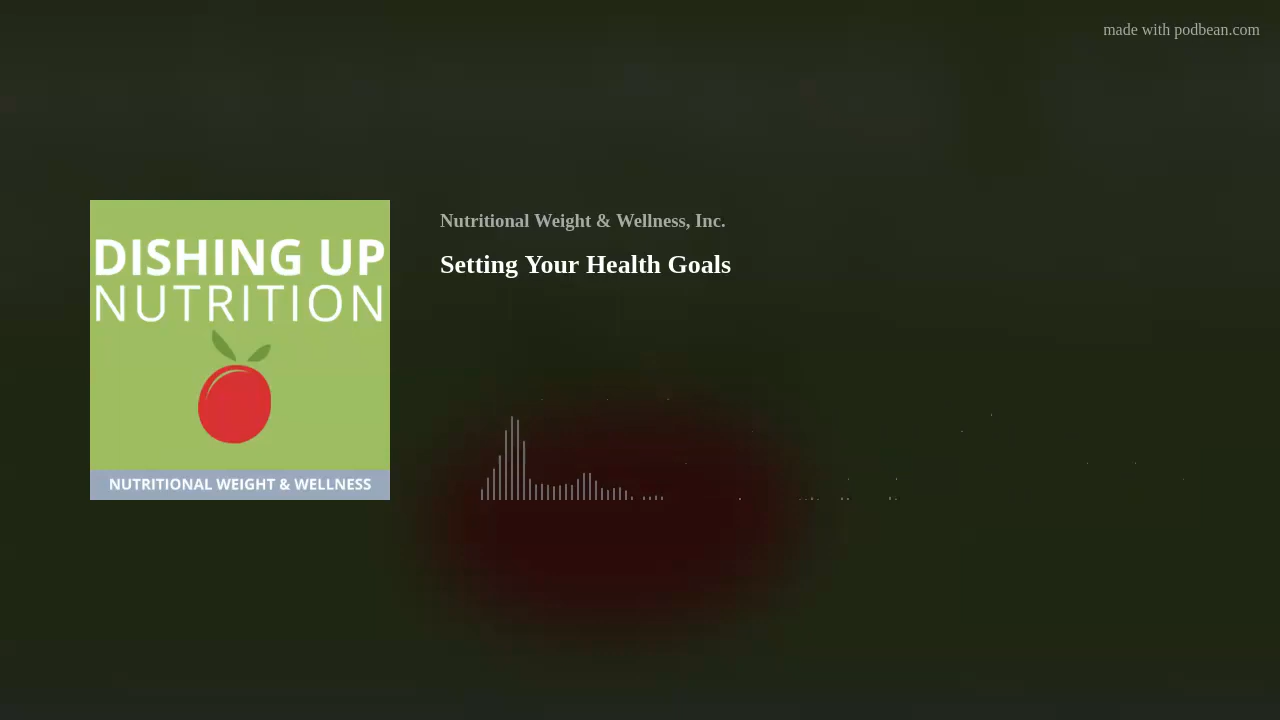 made with podbean.com
DISHING UP
NUTRITION
NUTRITIONAL WEIGHT & WELLNESS
Nutritional Weight & Wellness, Inc.
Setting Your Health Goals